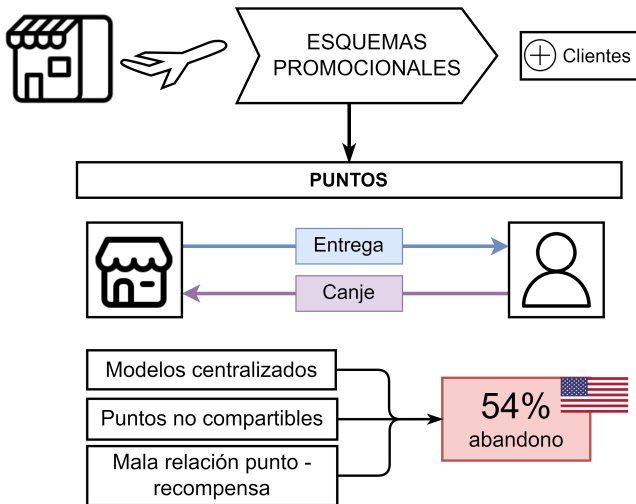 ESQUEMAS
PROMOCIONALES
Clientes
PUNTOS
Entrega
Canje
Modelos centralizados
Puntos no compartibles
Mala relación punto -
recompensa
54%
abandono